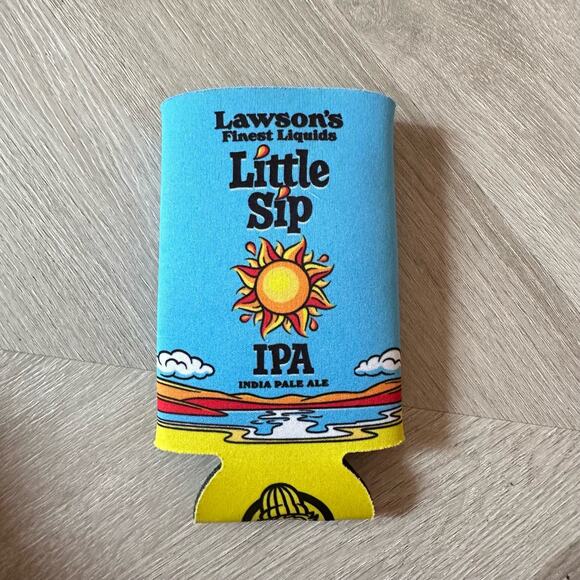 Lawson's
Finest Liquids
Little
Sip
IPA
INDIA PALE ALE